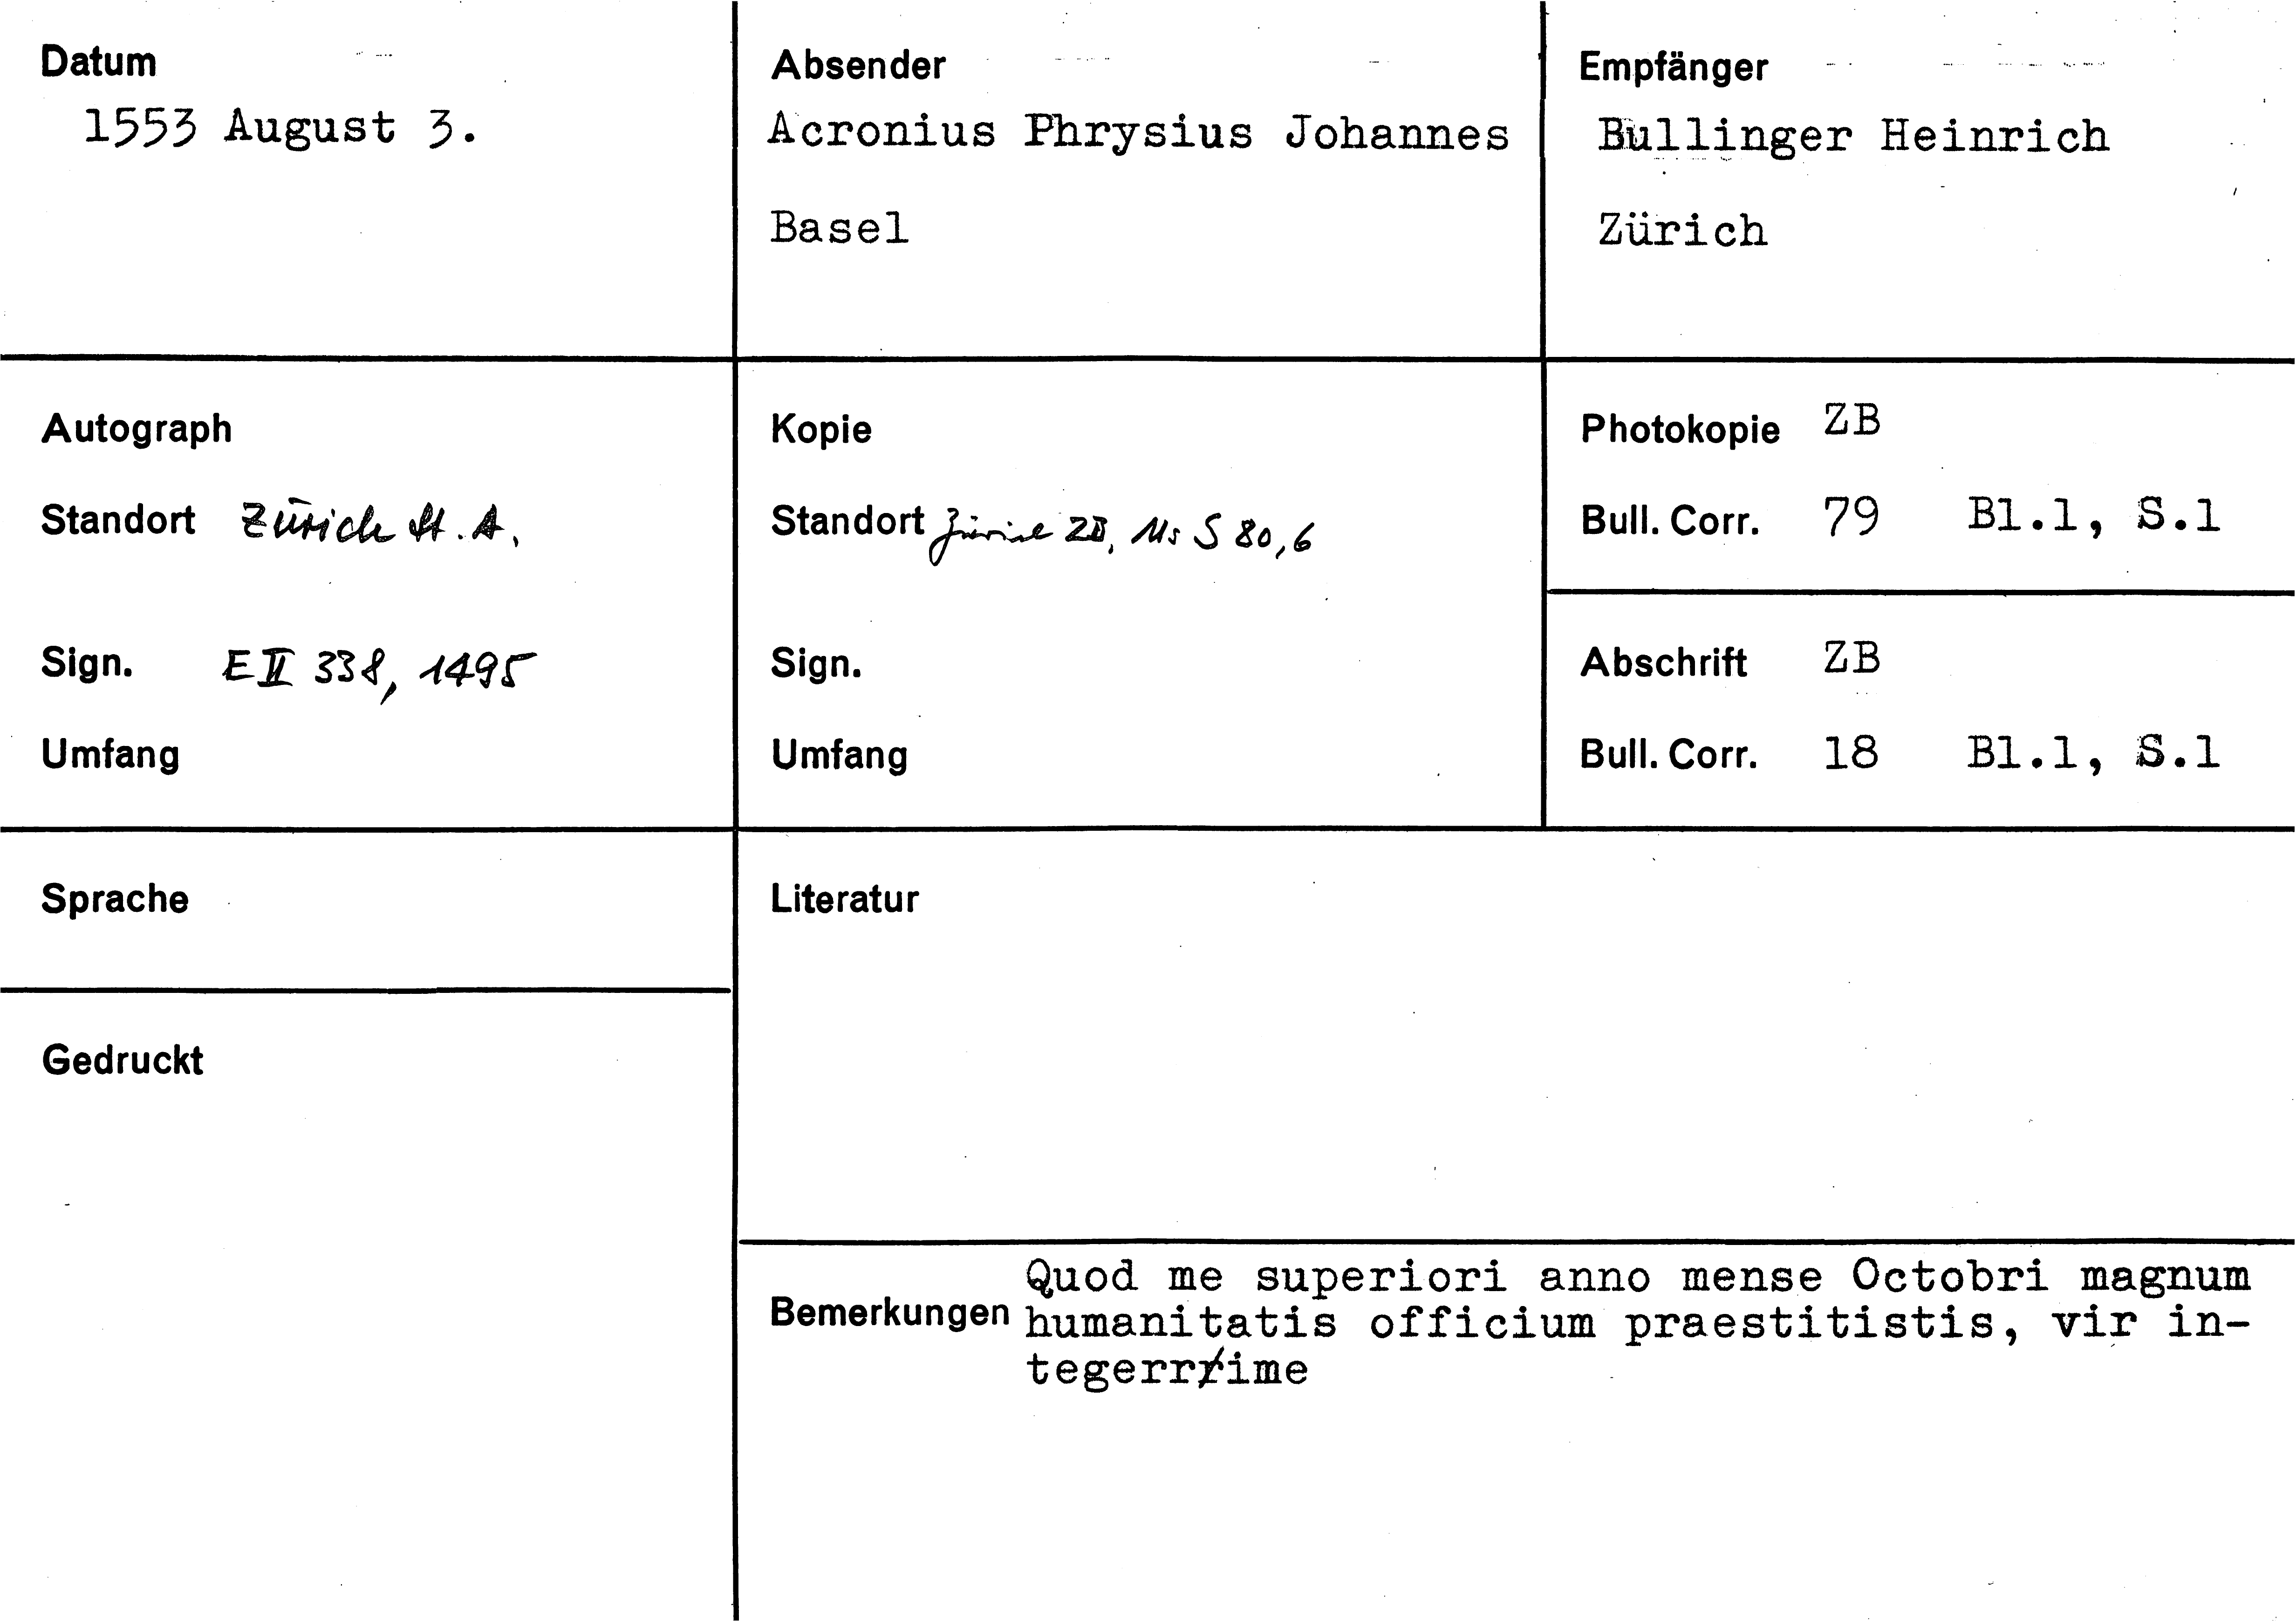 Datum
1553 August 3.
Absender
Acronius Phrysius Johannes
Basel
Empfänger
Bullinger Heinrich
Zürich
Autograph
Standort Zürich St. A.
Sign. E II 338, 1495
Umfang
Kopie
Standort Zürich ZB, Ms S 80,6
Sign.
Umfang
Photokopie ZB
Bull. Corr. 79 Bl.1, S.1
Abschrift ZB
Bull. Corr. 18 Bl.1, S.1
Sprache
Gedruckt
Literatur
Bemerkungen
Quod me superiori anno mense Octobri magnum
humanitatis officium praestitistis, vir in-
tegerrime